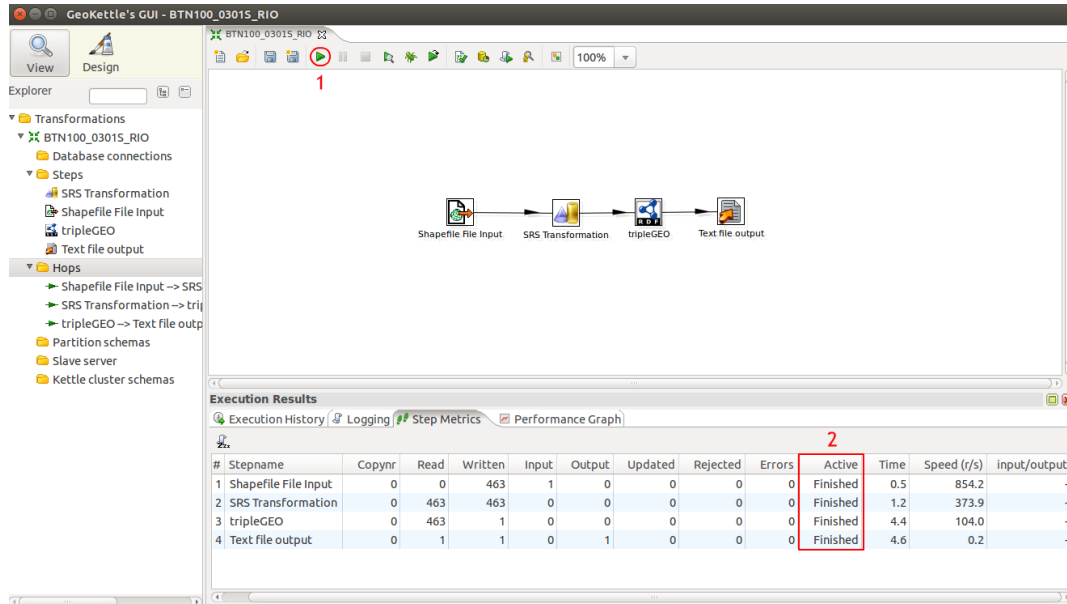 GeoKettle's GUI - BTN100_0301S_RIO
View
Design
BTN100_0301S_RIO
100%
1
Explorer
Transformations
BTN100_0301S_RIO
Database connections
Steps
SRS Transformation
Shapefile File Input
tripleGEO
Text file output
Hops
Shapefile File Input --> SRS
SRS Transformation --> trip
tripleGEO --> Text file outp
Partition schemas
Slave server
Kettle cluster schemas
RDF
Shapefile File Input SRS Transformation tripleGEO Text file output
Execution Results
Execution History Logging Step Metrics Performance Graph
2
# Stepname Copynr Read Written Input Output Updated Rejected Errors Active Time Speed (r/s) input/output
1 Shapefile File Input 0 0 463 1 0 0 0 0 Finished 0.5 854.2 -
2 SRS Transformation 0 463 463 0 0 0 0 0 Finished 1.2 373.9 -
3 tripleGEO 0 463 1 0 0 0 0 0 Finished 4.4 104.0 -
4 Text file output 0 1 1 0 1 0 0 0 Finished 4.6 0.2 -